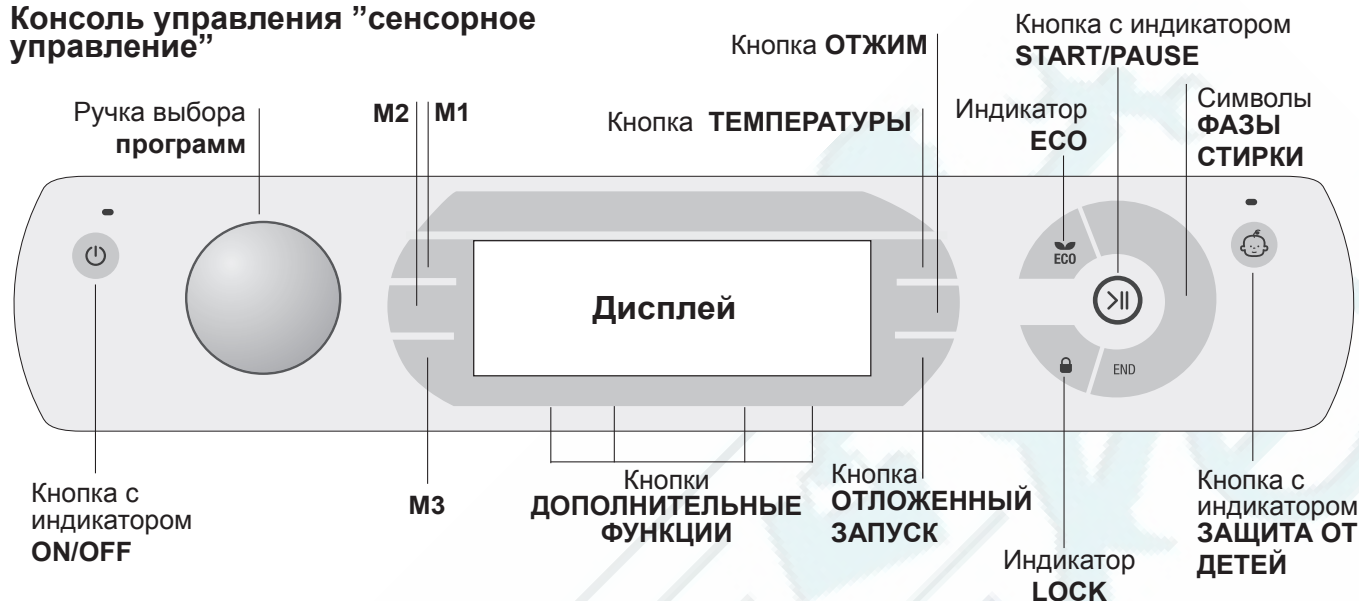 Консоль управления ”сенсорное
управление”
Ручка выбора
программ
M2
M1
Кнопка ОТЖИМ
Кнопка ТЕМПЕРАТУРЫ
Кнопка с индикатором
START/PAUSE
Индикатор
ECO
Символы
ФАЗЫ
СТИРКИ
ECO
Дисплей
END
Кнопка с
индикатором
ON/OFF
M3
Кнопки
ДОПОЛНИТЕЛЬНЫЕ
ФУНКЦИИ
Кнопка
ОТЛОЖЕННЫЙ
ЗАПУСК
Индикатор
LOCK
Кнопка с
индикатором
ЗАЩИТА ОТ
ДЕТЕЙ